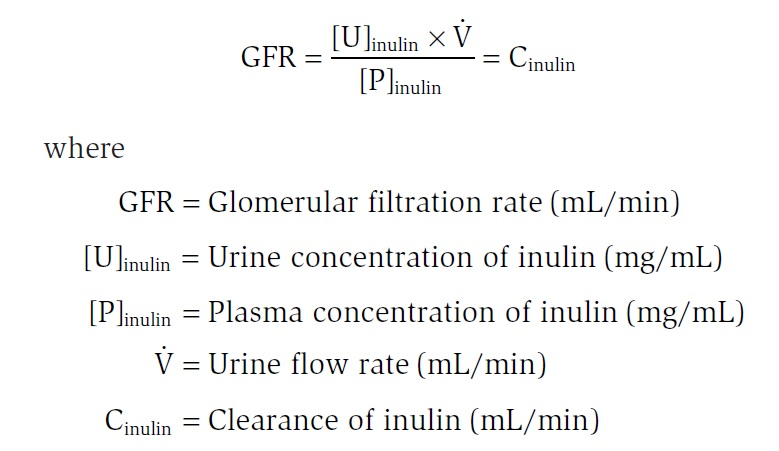 GFR = [U]inulin × V̇ / [P]inulin = Cinulin
where
GFR = Glomerular filtration rate (mL/min)
[U]inulin = Urine concentration of inulin (mg/mL)
[P]inulin = Plasma concentration of inulin (mg/mL)
V̇ = Urine flow rate (mL/min)
Cinulin = Clearance of inulin (mL/min)